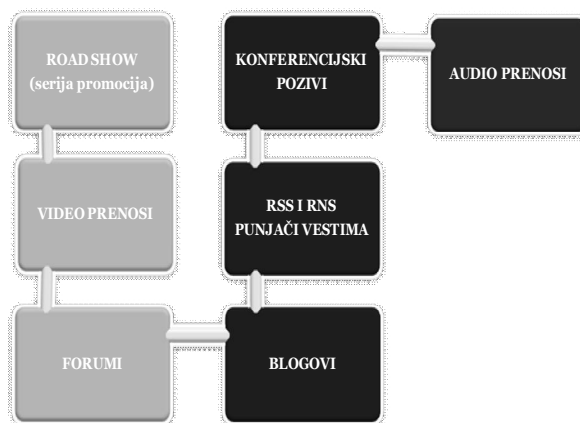 ROAD SHOW
(serija promocija)
VIDEO PRENOSI
FORUMI
BLOGOVI
RSS I RNS
PUNJAČI VESTIMA
KONFERENCIJSKI
POZIVI
AUDIO PRENOSI